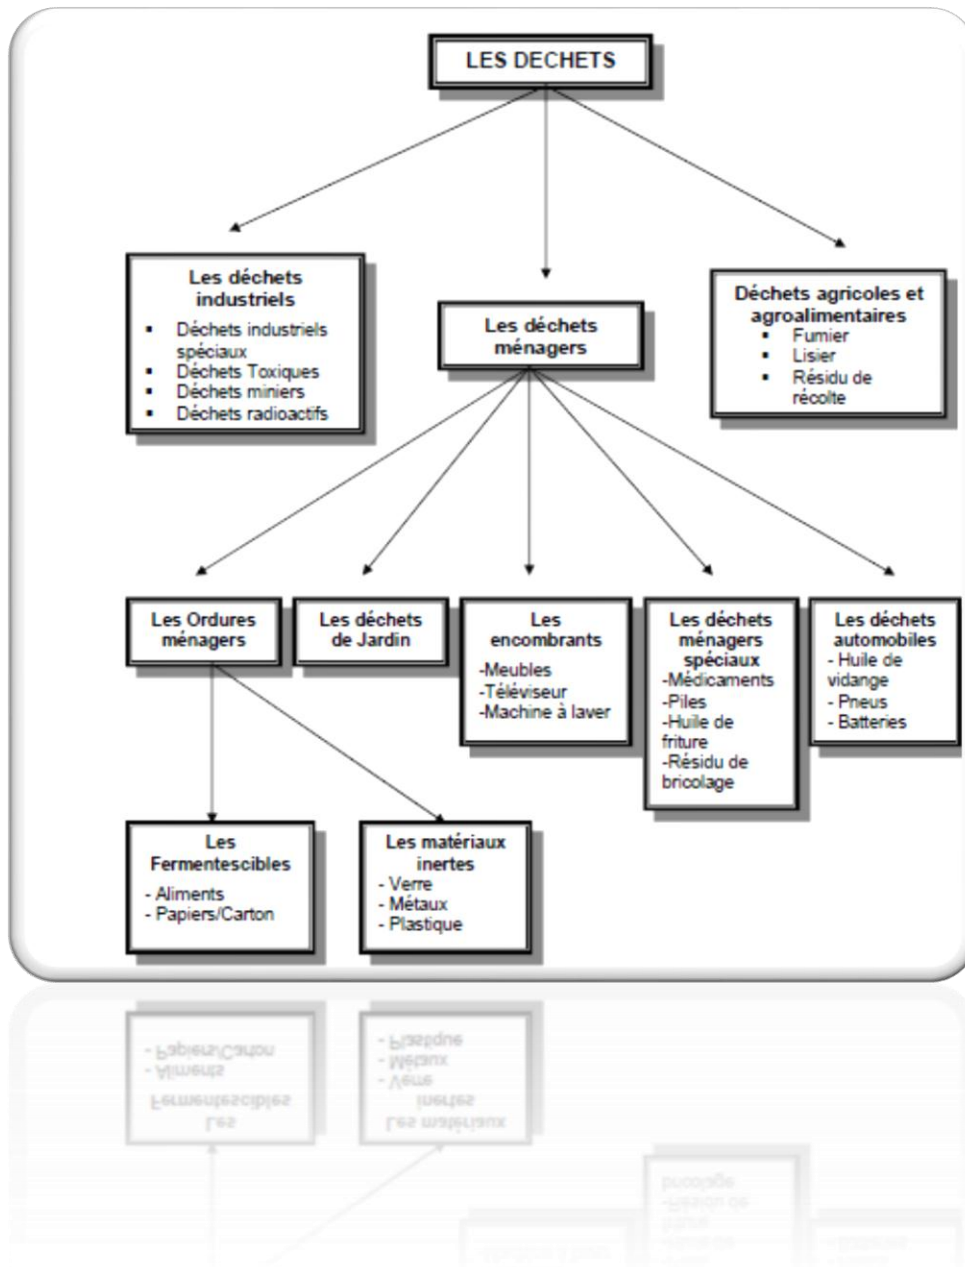 LES DECHETS
Les déchets
industriels
▪ Déchets industriels
spéciaux
▪ Déchets Toxiques
▪ Déchets miniers
▪ Déchets radioactifs
Les déchets
ménagers
Déchets agricoles et
agroalimentaires
▪ Fumier
▪ Lisier
▪ Résidu de
récolte
Les Ordures
ménagers
Les déchets
de Jardin
Les
encombrants
-Meubles
-Téléviseur
-Machine à laver
Les déchets
ménagers
spéciaux
-Médicaments
-Piles
-Huile de
friture
-Résidu de
bricolage
Les déchets
automobiles
- Huile de
vidange
- Pneus
- Batteries
Les
Fermentescibles
- Aliments
- Papiers/Carton
Les matériaux
inertes
- Verre
- Métaux
- Plastique